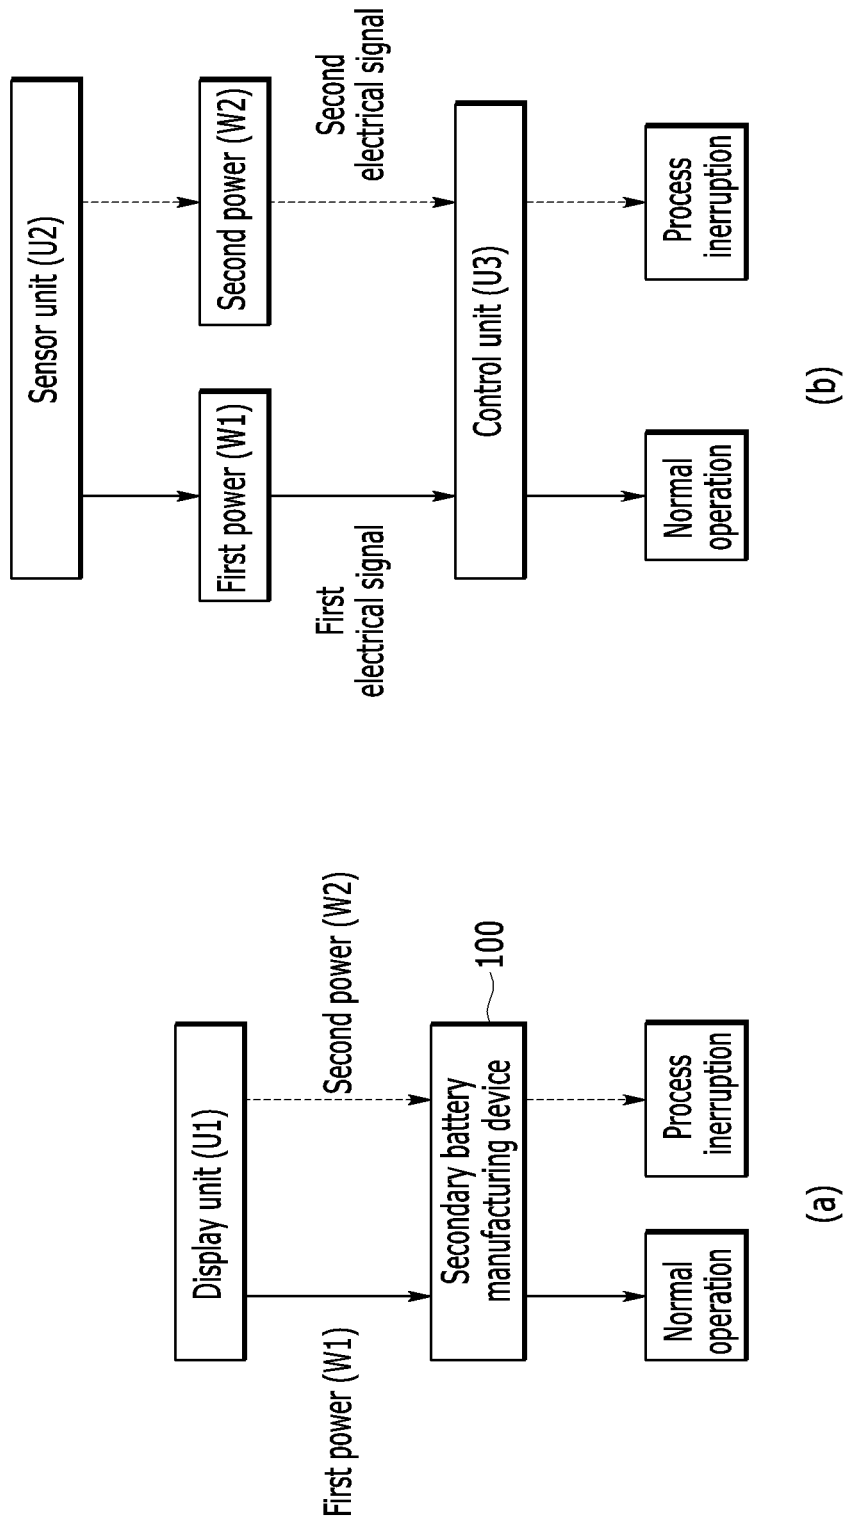 Display unit (U1)
First power (W1)
Second power (W2)
Secondary battery
manufacturing device
100
Normal
operation
Process
inerruption
(a)
Sensor unit (U2)
First power (W1)
Second power (W2)
First
electrical signal
Second
electrical signal
Control unit (U3)
Normal
operation
Process
inerruption
(b)